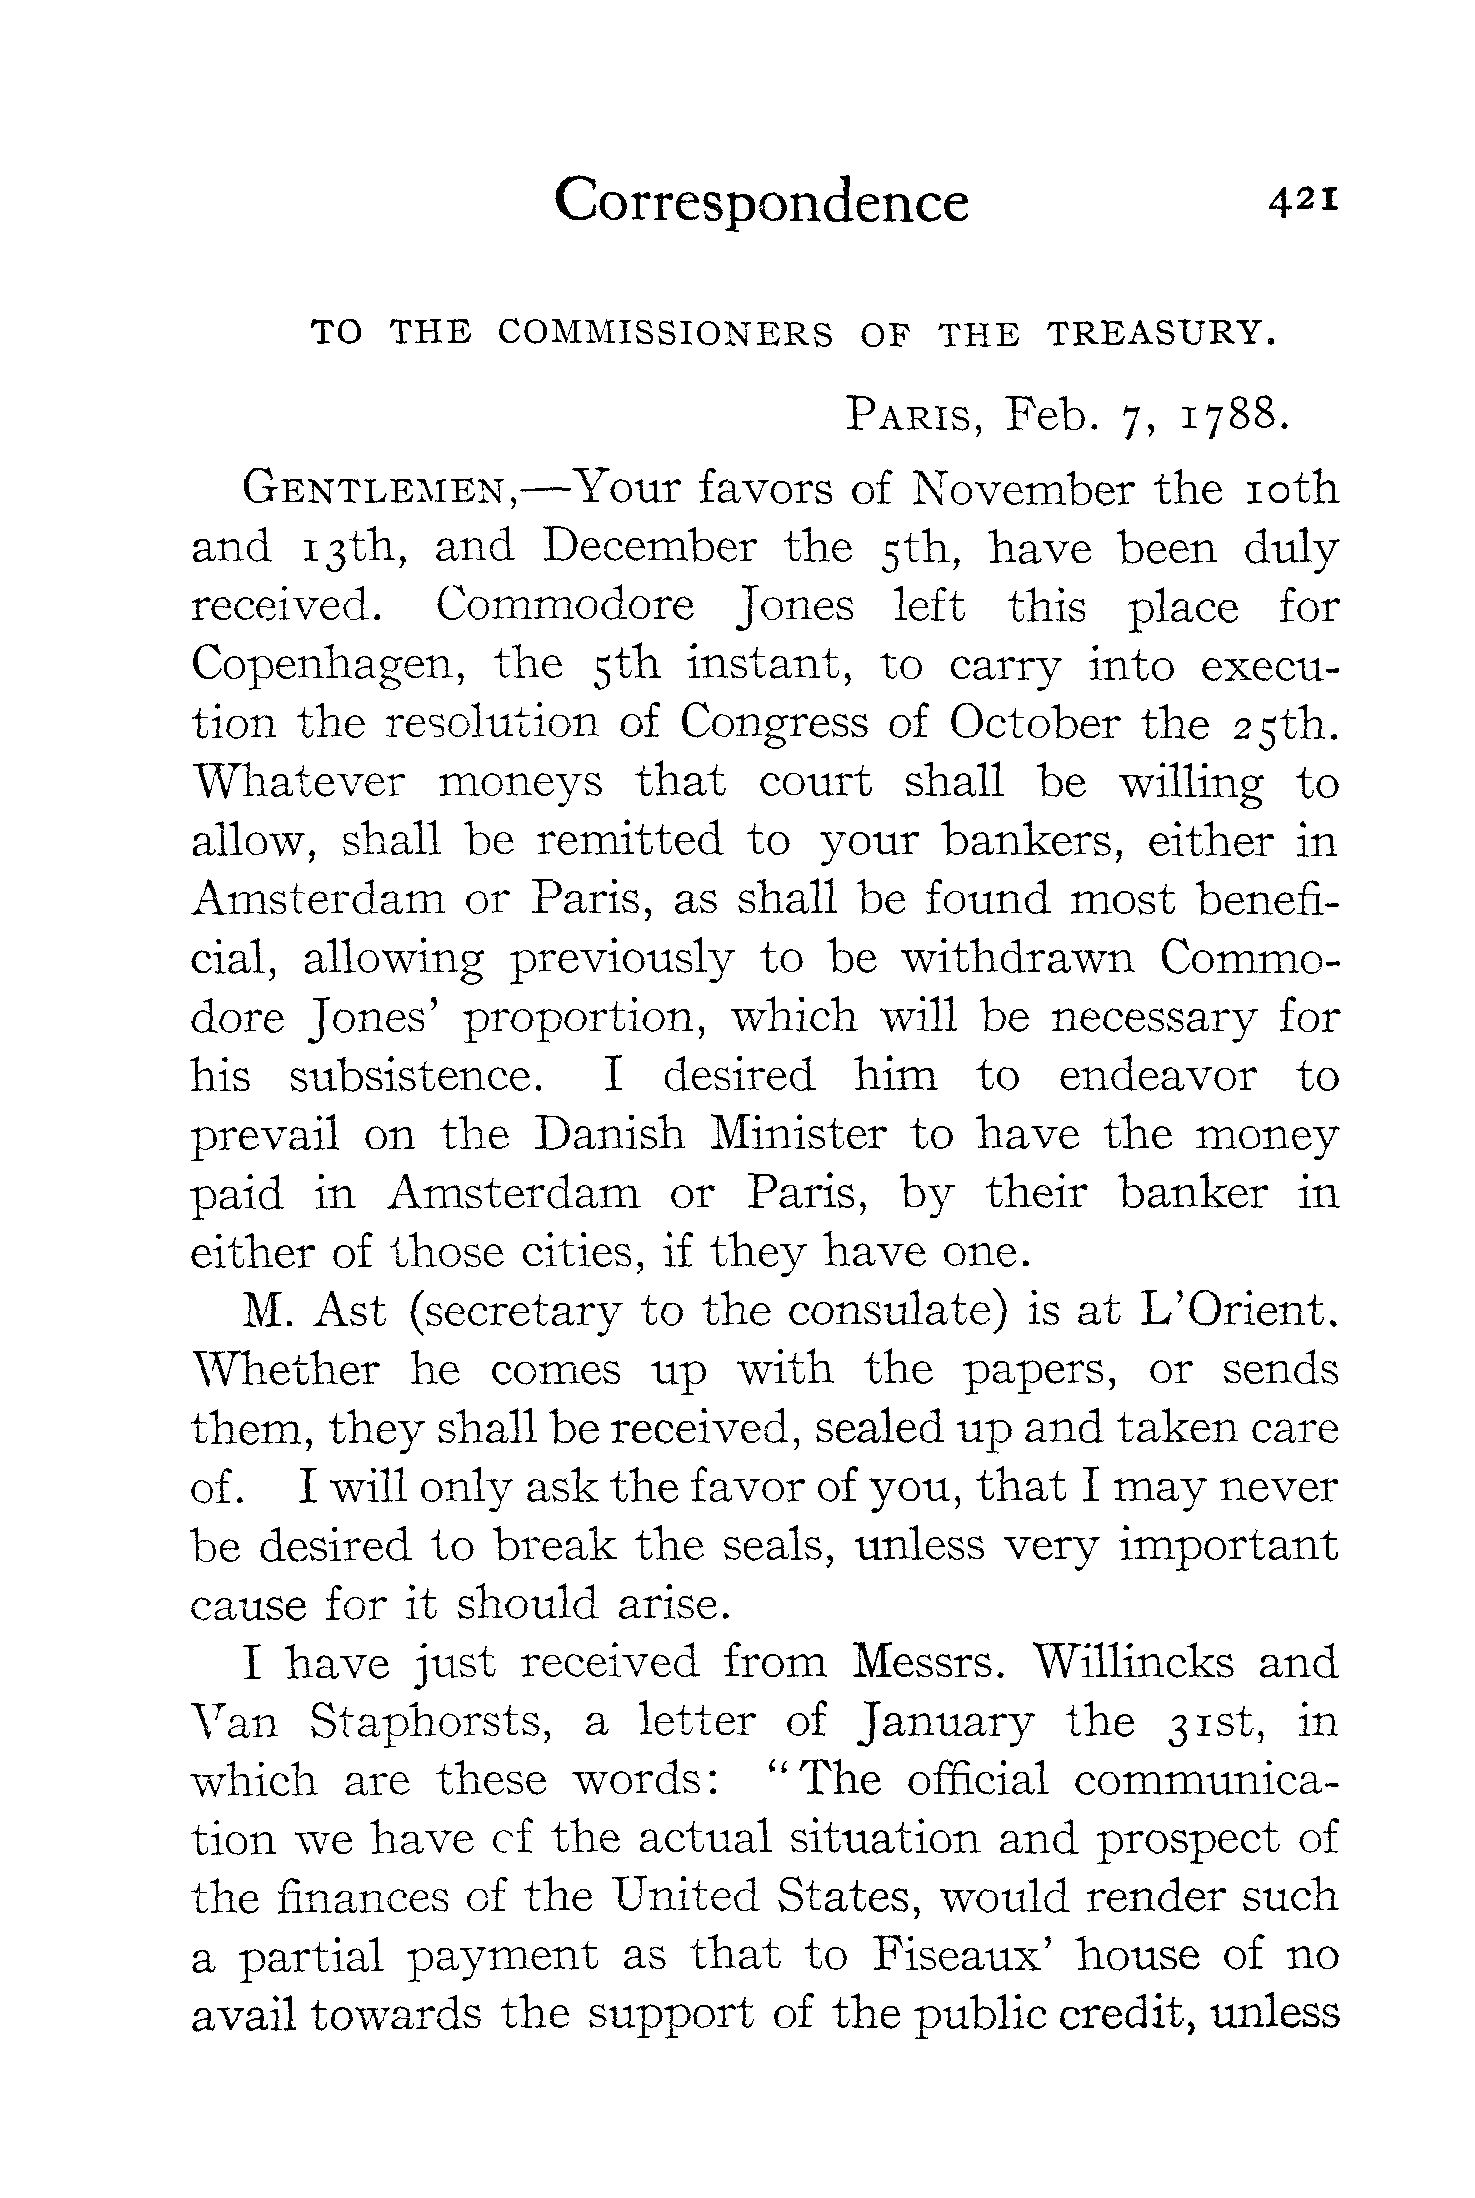 Correspondence 421
TO THE COMMISSIONERS OF THE TREASURY.
PARIS, Feb. 7, 1788.
GENTLEMEN,—Your favors of November the 10th
and 13th, and December the 5th, have been duly
received. Commodore Jones left this place for
Copenhagen, the 5th instant, to carry into execu-
tion the resolution of Congress of October the 25th.
Whatever moneys that court shall be willing to
allow, shall be remitted to your bankers, either in
Amsterdam or Paris, as shall be found most benefi-
cial, allowing previously to be withdrawn Commo-
dore Jones’ proportion, which will be necessary for
his subsistence. I desired him to endeavor to
prevail on the Danish Minister to have the money
paid in Amsterdam or Paris, by their banker in
either of those cities, if they have one.
M. Ast (secretary to the consulate) is at L’Orient.
Whether he comes up with the papers, or sends
them, they shall be received, sealed up and taken care
of. I will only ask the favor of you, that I may never
be desired to break the seals, unless very important
cause for it should arise.
I have just received from Messrs. Willincks and
Van Staphorsts, a letter of January the 31st, in
which are these words: “The official communica-
tion we have of the actual situation and prospect of
the finances of the United States, would render such
a partial payment as that to Fiseaux’ house of no
avail towards the support of the public credit, unless